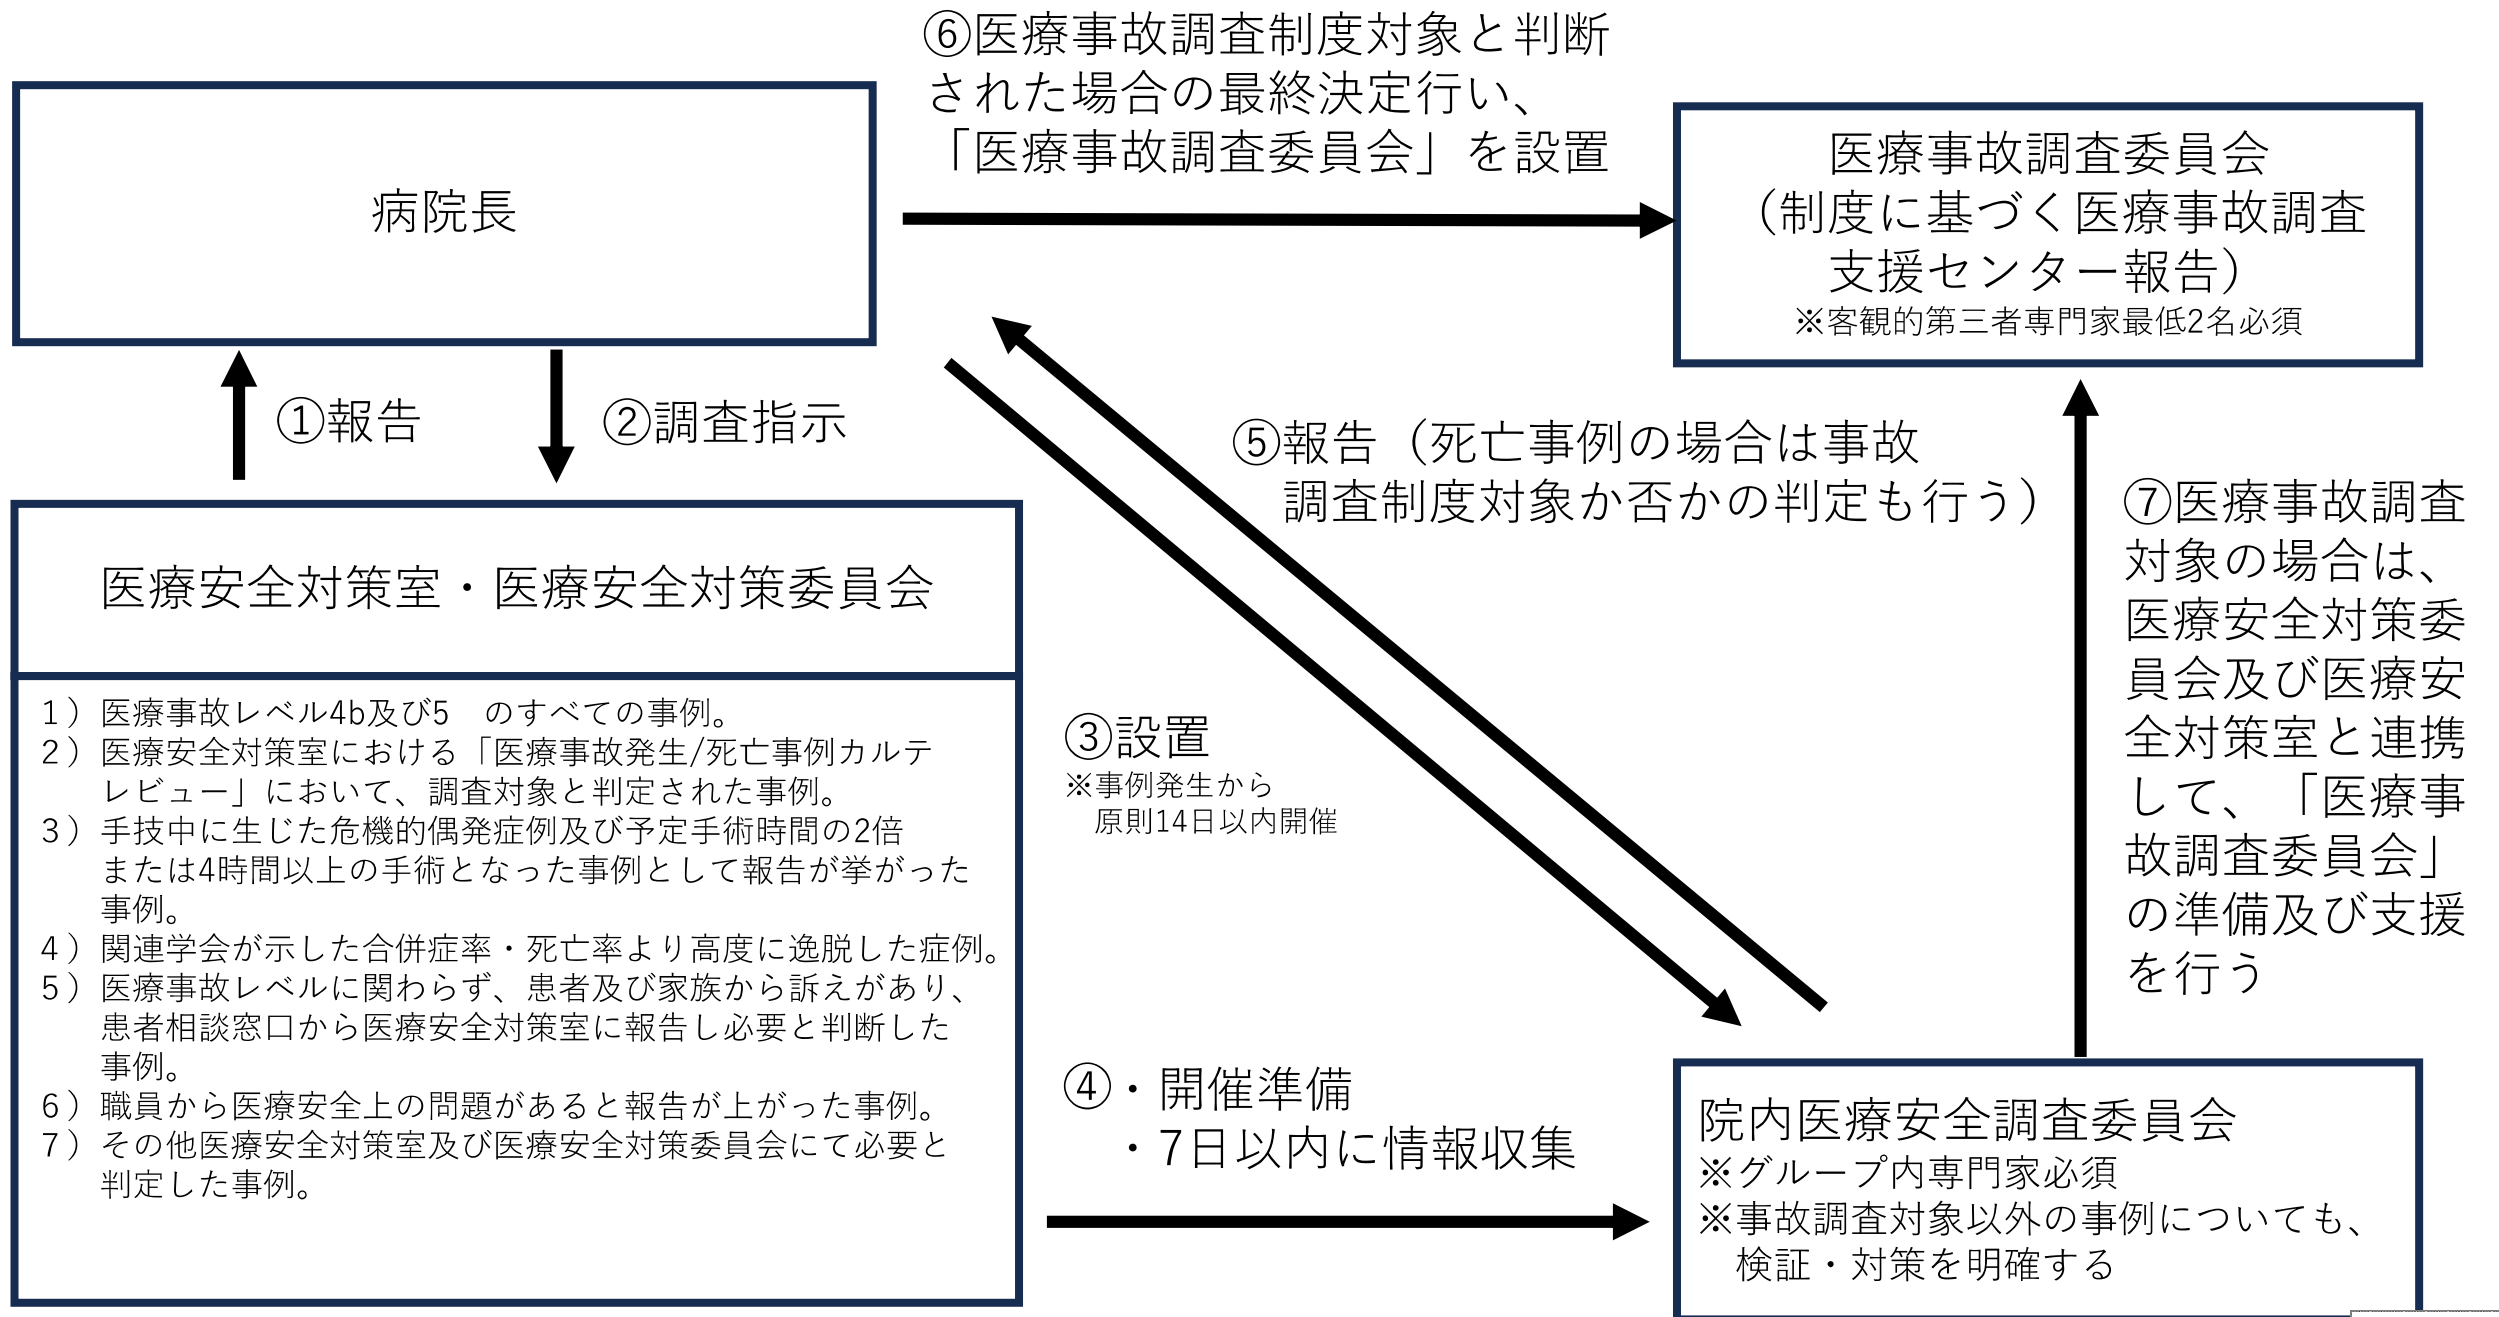 病院長
⑥医療事故調査制度対象と判断
された場合の最終決定行い、
「医療事故調査委員会」を設置
医療事故調査委員会
（制度に基づく医療事故調査
支援センター報告）
※客観的第三者専門家最低2名必須
①報告
②調査指示
⑤報告（死亡事例の場合は事故
調査制度対象か否かの判定も行う）
医療安全対策室・医療安全対策委員会
1）医療事故レベル4b及び5　のすべての事例。
2）医療安全対策室における「医療事故発生/死亡事例カルテ
レビュー」において、調査対象と判定された事例。
3）手技中に生じた危機的偶発症例及び予定手術時間の2倍
または4時間以上の手術となった事例として報告が挙がった
事例。
4）関連学会が示した合併症率・死亡率より高度に逸脱した症例。
5）医療事故レベルに関わらず、患者及び家族から訴えがあり、
患者相談窓口から医療安全対策室に報告し必要と判断した
事例。
6）職員から医療安全上の問題があると報告が上がった事例。
7）その他医療安全対策室及び医療安全対策委員会にて必要と
判定した事例。
③設置
※事例発生から
原則14日以内開催
④・開催準備
・7日以内に情報収集
⑦医療事故調査
対象の場合は、
医療安全対策委
員会及び医療安
全対策室と連携
して、「医療事
故調査委員会」
の準備及び支援
を行う
院内医療安全調査委員会
※グループ内専門家必須
※事故調査対象以外の事例についても、
検証・対策を明確する